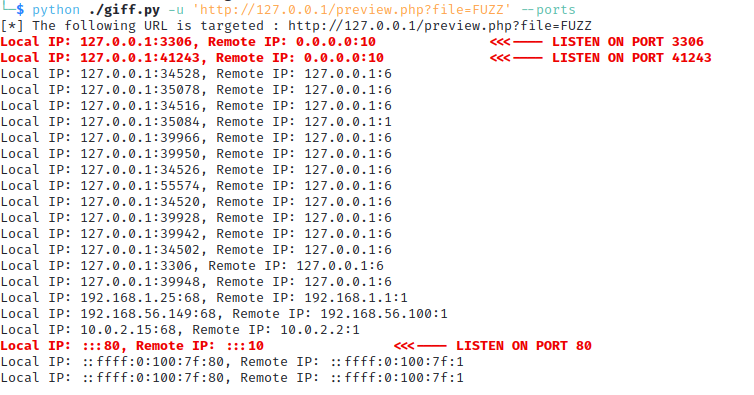 └─$ python ./giff.py -u 'http://127.0.0.1/preview.php?file=FUZZ' --ports
[*] The following URL is targeted : http://127.0.0.1/preview.php?file=FUZZ
Local IP: 127.0.0.1:3306, Remote IP: 0.0.0.0:10 <<<---- LISTEN ON PORT 3306
Local IP: 127.0.0.1:41243, Remote IP: 0.0.0.0:10 <<<---- LISTEN ON PORT 41243
Local IP: 127.0.0.1:34528, Remote IP: 127.0.0.1:6
Local IP: 127.0.0.1:35078, Remote IP: 127.0.0.1:6
Local IP: 127.0.0.1:34516, Remote IP: 127.0.0.1:6
Local IP: 127.0.0.1:35084, Remote IP: 127.0.0.1:1
Local IP: 127.0.0.1:39966, Remote IP: 127.0.0.1:6
Local IP: 127.0.0.1:39950, Remote IP: 127.0.0.1:6
Local IP: 127.0.0.1:34526, Remote IP: 127.0.0.1:6
Local IP: 127.0.0.1:55574, Remote IP: 127.0.0.1:6
Local IP: 127.0.0.1:34520, Remote IP: 127.0.0.1:6
Local IP: 127.0.0.1:39928, Remote IP: 127.0.0.1:6
Local IP: 127.0.0.1:39942, Remote IP: 127.0.0.1:6
Local IP: 127.0.0.1:34502, Remote IP: 127.0.0.1:6
Local IP: 127.0.0.1:3306, Remote IP: 127.0.0.1:6
Local IP: 127.0.0.1:39948, Remote IP: 127.0.0.1:6
Local IP: 192.168.1.25:68, Remote IP: 192.168.1.1:1
Local IP: 192.168.56.149:68, Remote IP: 192.168.56.100:1
Local IP: 10.0.2.15:68, Remote IP: 10.0.2.2:1
Local IP: :::80, Remote IP: :::10 <<<---- LISTEN ON PORT 80
Local IP: ::ffff:0:100:7f:80, Remote IP: ::ffff:0:100:7f:1
Local IP: ::ffff:0:100:7f:80, Remote IP: ::ffff:0:100:7f:1